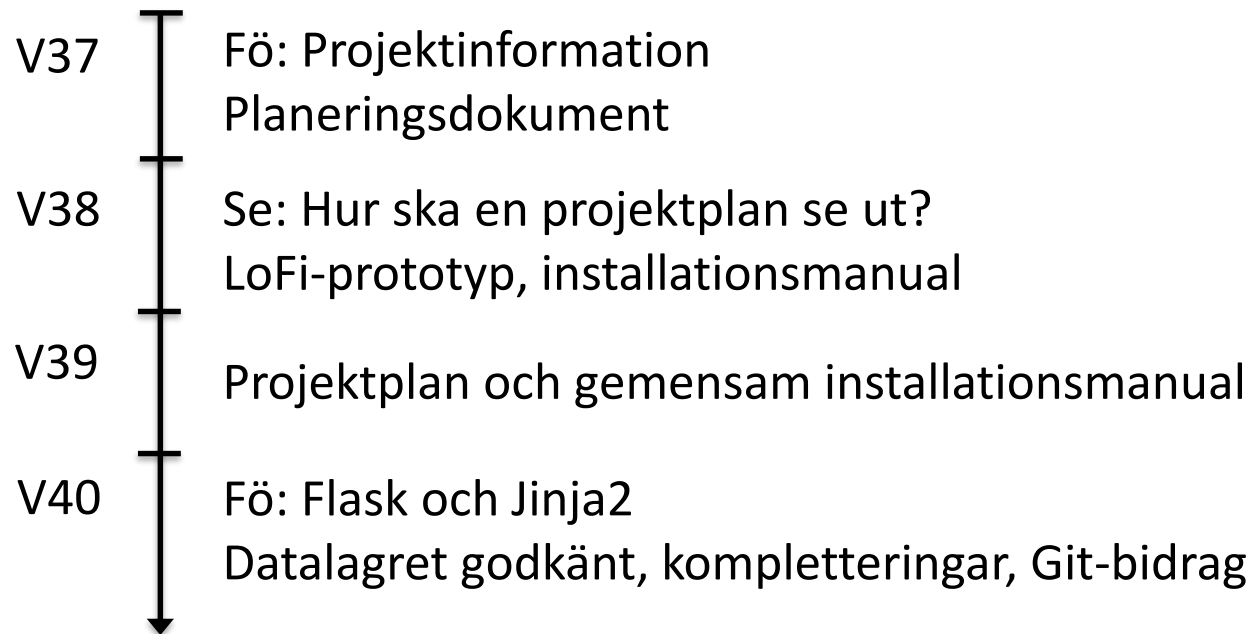 V37
Fö: Projektinformation
Planeringsdokument
V38
Se: Hur ska en projektplan se ut?
LoFi-prototyp, installationsmanual
V39
Projektplan och gemensam installationsmanual
V40
Fö: Flask och Jinja2
Datalagret godkänt, kompletteringar, Git-bidrag